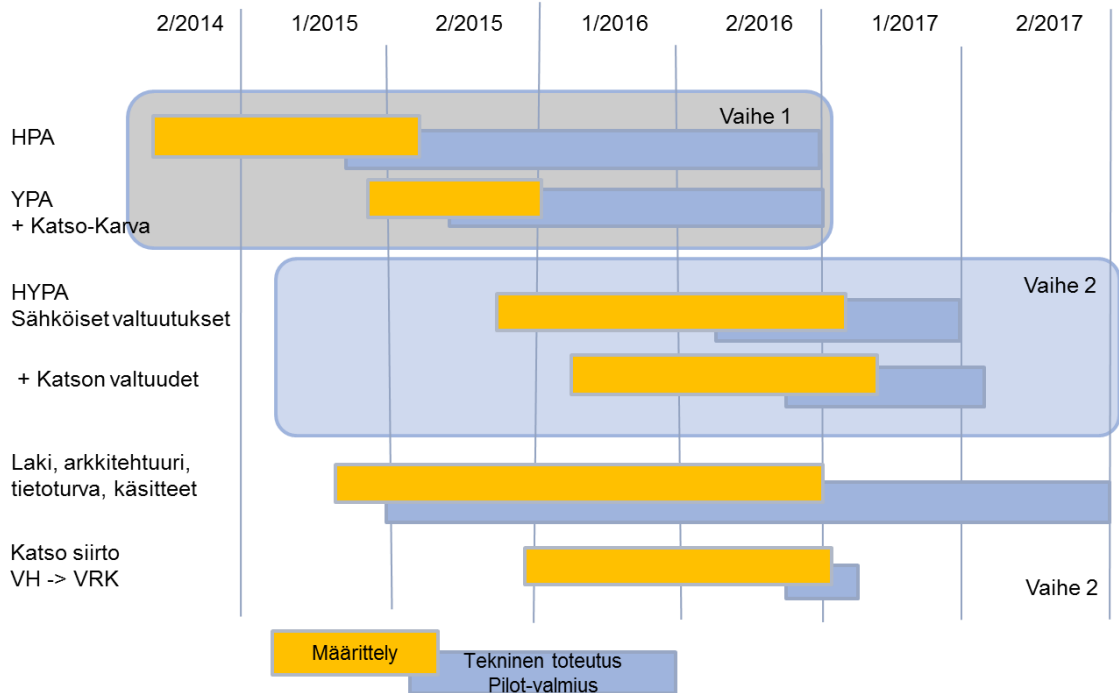 2/2014 1/2015 2/2015 1/2016 2/2016 1/2017 2/2017
Vaihe 1
HPA
YPA
+ Katso-Karva
HYPA
Vaihe 2
Sähköiset valtuutukset
+ Katson valtuudet
Laki, arkkitehtuuri,
tietoturva, käsitteet
Katso siirto
VH -> VRK
Vaihe 2
Määrittely
Tekninen toteutus
Pilot-valmius